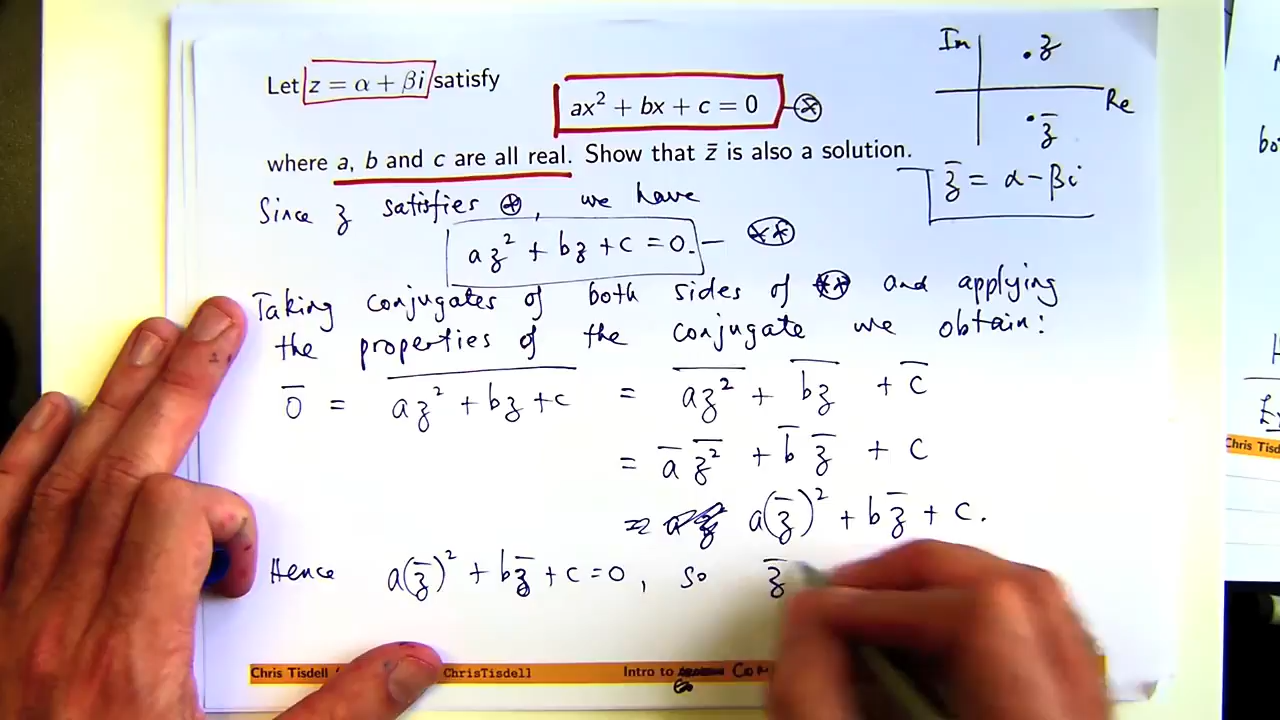 Let z = α + βi satisfy
ax² + bx + c = 0 — ⊛
where a, b and c are all real. Show that z̄ is also a solution.
Im
z
Re
z̄
z̄ = α − βi
Since z satisfies ⊛, we have
az² + bz + c = 0. — (**)
Taking conjugates of both sides of (**) and applying
the properties of the conjugate we obtain:
0̅ = \overline{az² + bz + c} = \overline{az²} + \overline{bz} + c̅
= a̅ \overline{z²} + b̅ z̅ + c
= a(z̅)² + b z̅ + c.
Hence a(z̅)² + b z̅ + c = 0, so z̅
Chris Tisdell
ChrisTisdell
Intro to
bo
Chris Tisd